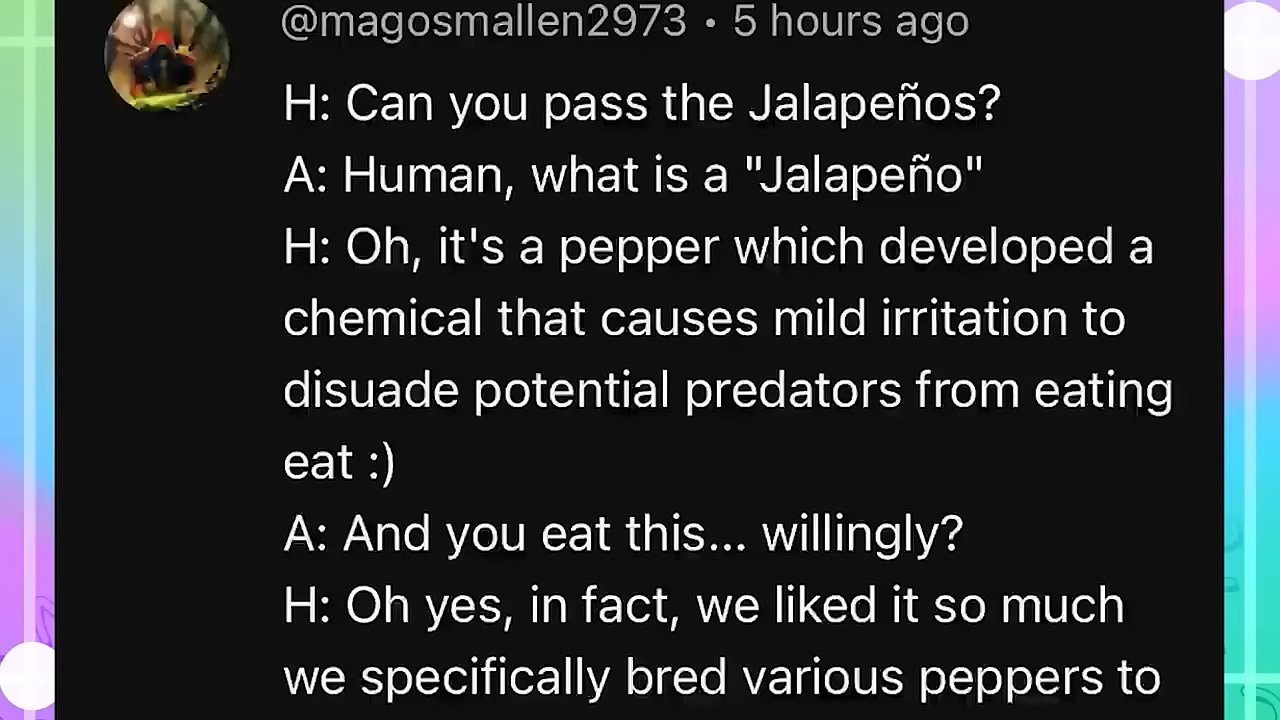 @magosmallen2973 • 5 hours ago
H: Can you pass the Jalapeños?
A: Human, what is a "Jalapeño"
H: Oh, it's a pepper which developed a
chemical that causes mild irritation to
disuade potential predators from eating
eat :)
A: And you eat this... willingly?
H: Oh yes, in fact, we liked it so much
we specifically bred various peppers to